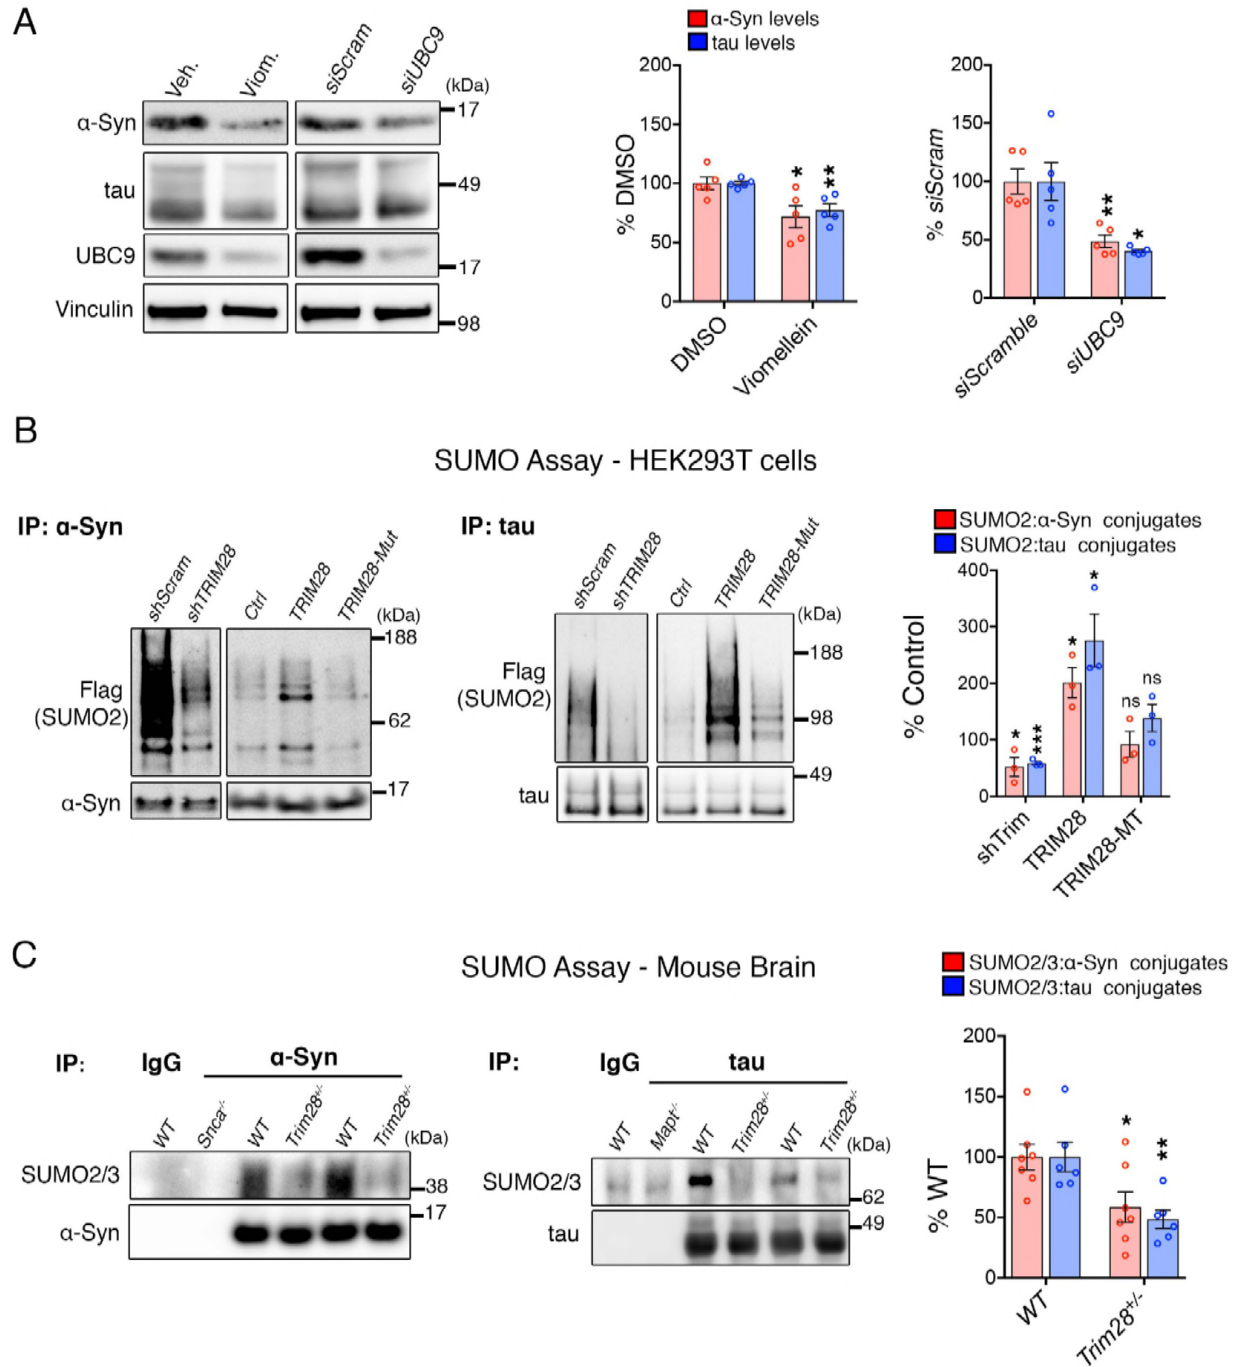 A
Veh.
Viom.
siScram
siUBC9
(kDa)
α-Syn
17
tau
49
UBC9
17
Vinculin
98
α-Syn levels
tau levels
% DMSO
200
150
100
50
0
*
**
DMSO
Viomellein
% siScram
200
150
100
50
0
**
*
siScramble
siUBC9
B
SUMO Assay - HEK293T cells
IP: α-Syn
shScram
shTRIM28
Ctrl
TRIM28
TRIM28-Mut
(kDa)
188
Flag
(SUMO2)
62
α-Syn
17
IP: tau
shScram
shTRIM28
Ctrl
TRIM28
TRIM28-Mut
(kDa)
188
Flag
(SUMO2)
98
49
tau
SUMO2:α-Syn conjugates
SUMO2:tau conjugates
% Control
400
300
200
100
0
*
***
*
*
ns
ns
shTrim
TRIM28
TRIM28-MT
C
SUMO Assay - Mouse Brain
IP:
IgG
α-Syn
WT
Snca-/-
WT
Trim28+/-
WT
Trim28+/-
(kDa)
SUMO2/3
38
17
α-Syn
IP:
IgG
tau
WT
Mapt-/-
WT
Trim28+/-
WT
Trim28+/-
(kDa)
SUMO2/3
62
49
tau
SUMO2/3:α-Syn conjugates
SUMO2/3:tau conjugates
% WT
200
150
100
50
0
*
**
WT
Trim28+/-